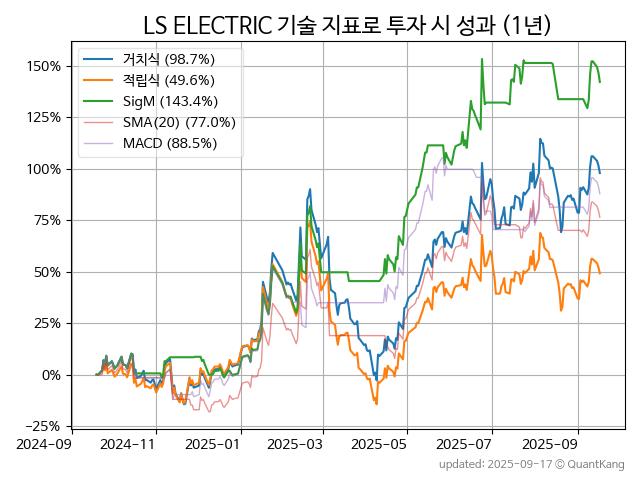 LS ELECTRIC 기술 지표로 투자 시 성과 (1년)
거치식 (98.7%)
적립식 (49.6%)
SigM (143.4%)
SMA(20) (77.0%)
MACD (88.5%)
150%
125%
100%
75%
50%
25%
0%
−25%
2024-09 2024-11 2025-01 2025-03 2025-05 2025-07 2025-09
updated: 2025-09-17 © QuantKang